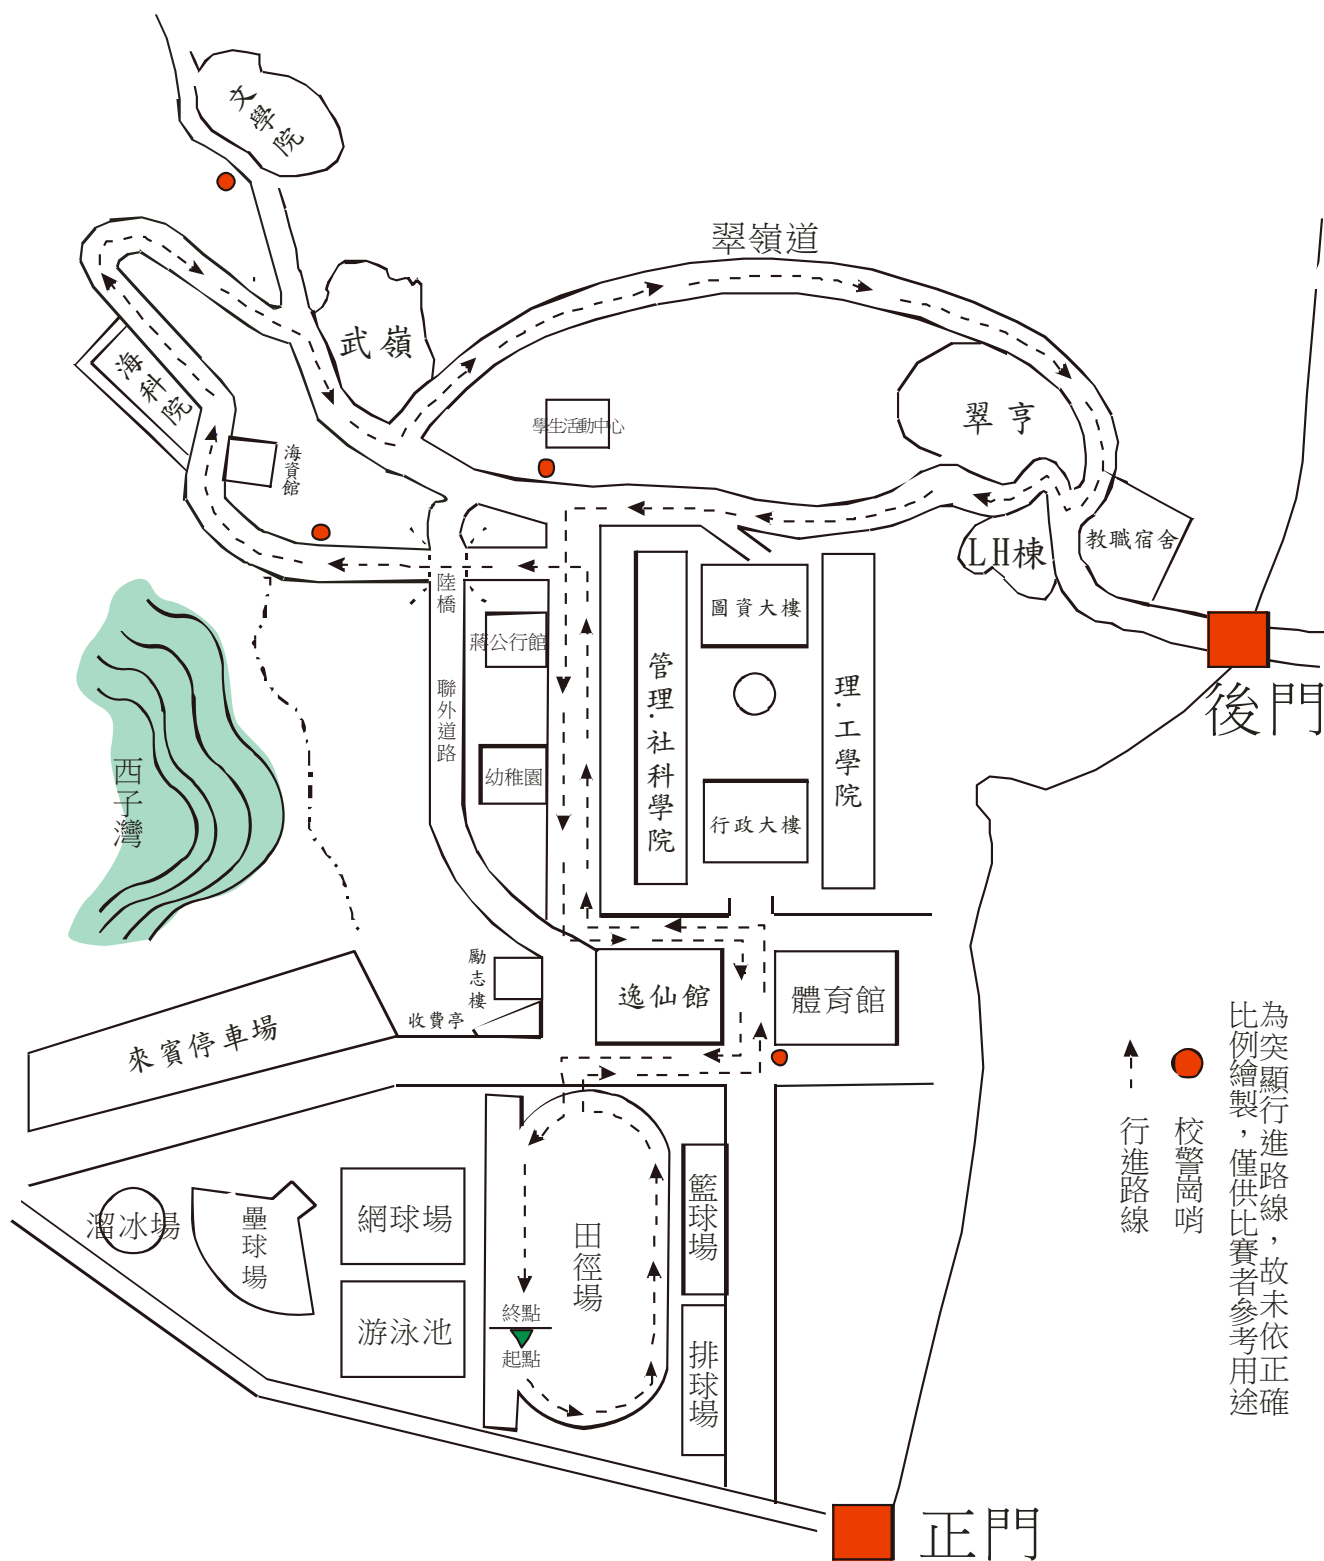 文學院
翠嶺道
武嶺
海科院
學生活動中心
翠亨
海資館
LH棟
教職宿舍
陸橋
圖資大樓
蔣公行館
管理.社科學院
理.工學院
聯外道路
後門
西子灣
幼稚園
行政大樓
勵志樓
逸仙館
體育館
收費亭
來賓停車場
為突顯行進路線，故未依正確
比例繪製，僅供比賽者參考用途
校警崗哨
行進路線
溜冰場
壘球場
網球場
田徑場
籃球場
終點
起點
游泳池
排球場
正門